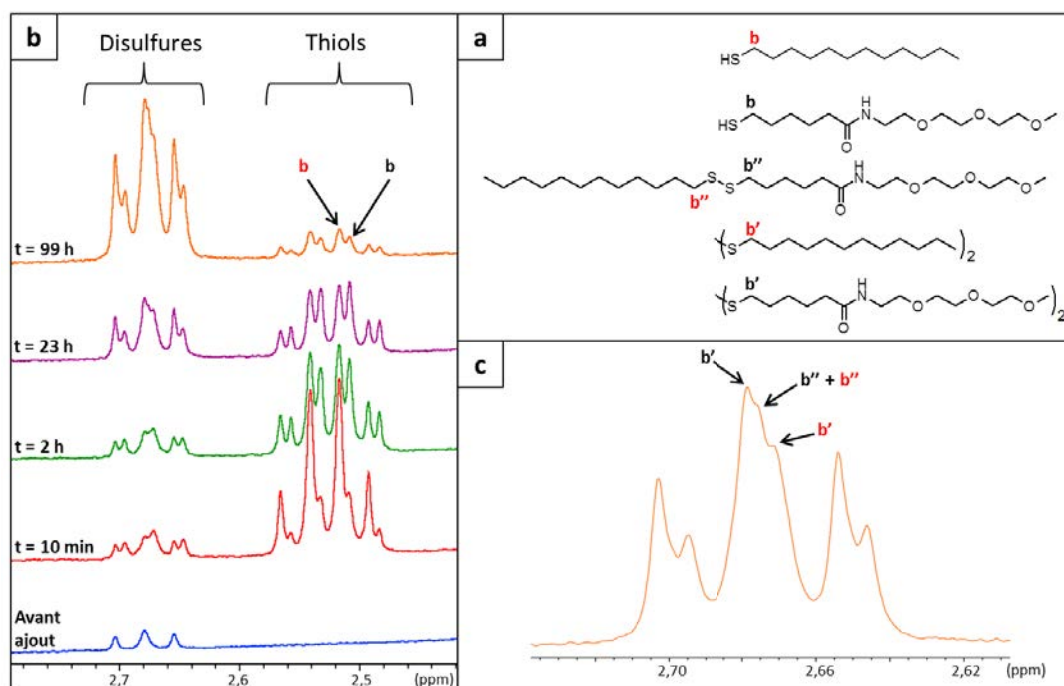 b
Disulfures
Thiols
b
b
t = 99 h
t = 23 h
t = 2 h
t = 10 min
Avant
ajout
2,7
2,6
2,5
(ppm)
a
b
HS
b
HS
H
N
O
O
O
O
b''
S
S
b''
H
N
O
O
O
O
b'
( S
)2
b'
( S
H
N
O
O
O
O
)2
c
b'
b'' + b''
b'
2,70
2,66
2,62
(ppm)